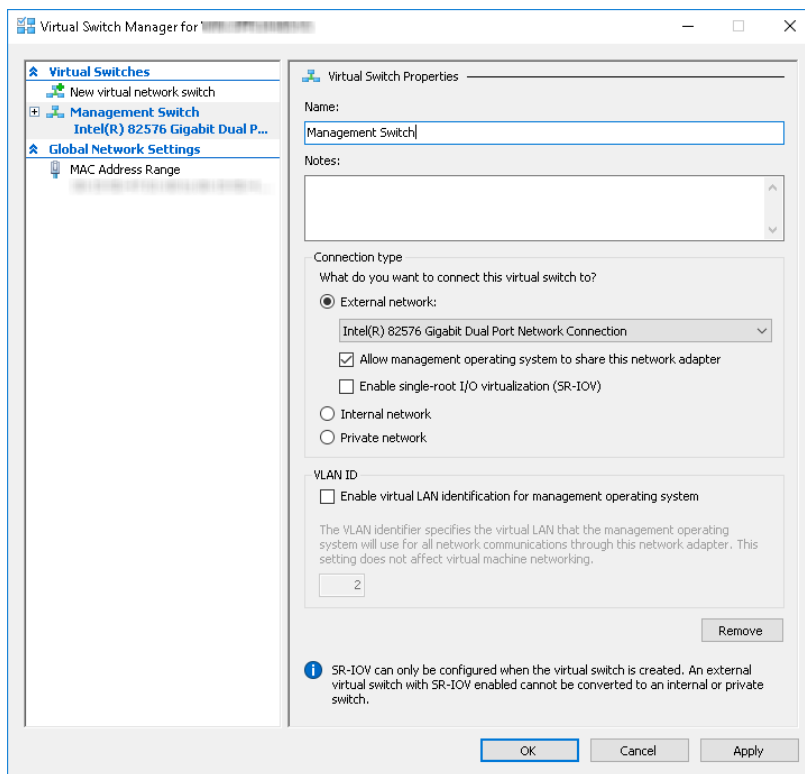 Virtual Switch Manager for
Virtual Switches
New virtual network switch
Management Switch
Intel(R) 82576 Gigabit Dual P...
Global Network Settings
MAC Address Range
Virtual Switch Properties
Name:
Management Switch
Notes:
Connection type
What do you want to connect this virtual switch to?
External network:
Intel(R) 82576 Gigabit Dual Port Network Connection
Allow management operating system to share this network adapter
Enable single-root I/O virtualization (SR-IOV)
Internal network
Private network
VLAN ID
Enable virtual LAN identification for management operating system
The VLAN identifier specifies the virtual LAN that the management operating
system will use for all network communications through this network adapter. This
setting does not affect virtual machine networking.
2
Remove
SR-IOV can only be configured when the virtual switch is created. An external
virtual switch with SR-IOV enabled cannot be converted to an internal or private
switch.
OK
Cancel
Apply